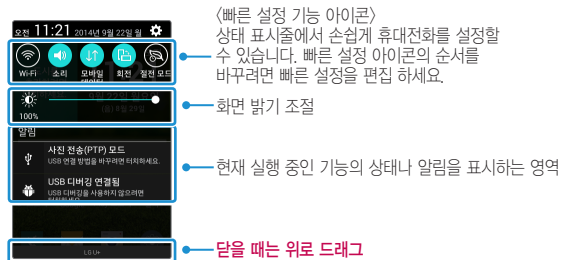 오전 11:21 2014년 9월 22일 월
Wi-Fi 소리 모바일 데이터 회전 절전 모드
100%
알림
사진 전송(PTP) 모드
USB 연결 방법을 바꾸려면 터치하세요.
USB 디버깅 연결됨
USB 디버깅을 사용하지 않으려면
터치하세요.
LG U+
<빠른 설정 기능 아이콘>
상태 표시줄에서 손쉽게 휴대전화를 설정할
수 있습니다. 빠른 설정 아이콘의 순서를
바꾸려면 빠른 설정을 편집 하세요.
화면 밝기 조절
현재 실행 중인 기능의 상태나 알림을 표시하는 영역
닫을 때는 위로 드래그